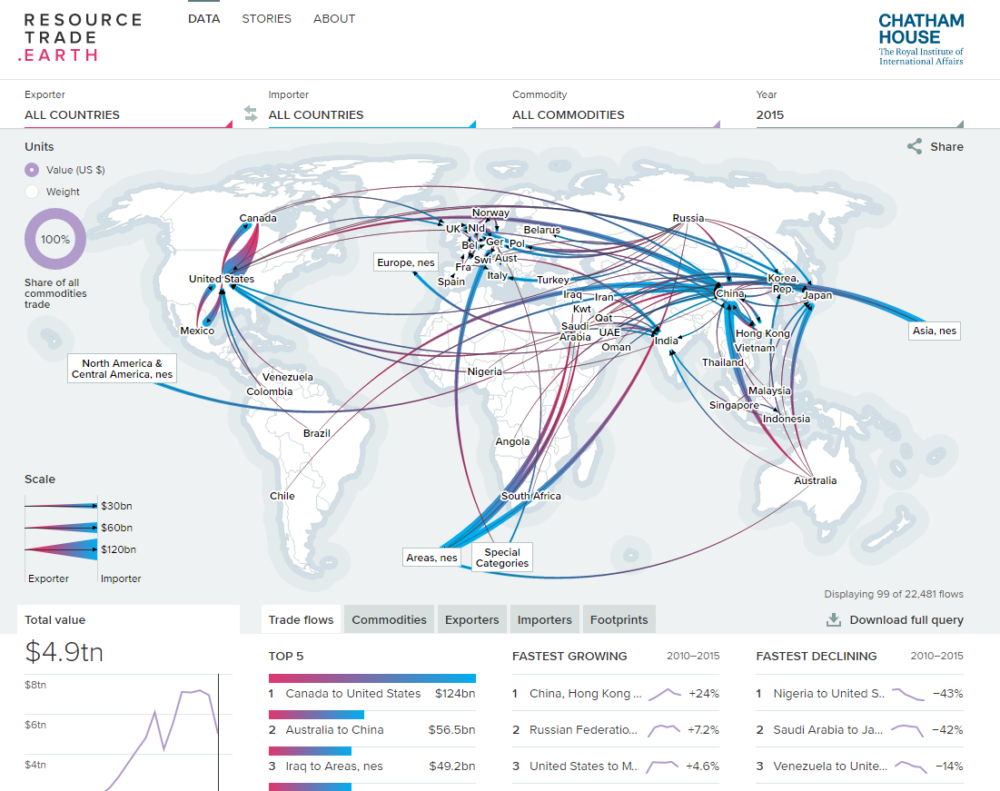 RESOURCE
TRADE
.EARTH
DATA
STORIES
ABOUT
CHATHAM
HOUSE
The Royal Institute of
International Affairs
Exporter
ALL COUNTRIES
Importer
ALL COUNTRIES
Commodity
ALL COMMODITIES
Year
2015
Units
Value (US $)
Weight
100%
Share of all
commodities
trade
Share
Canada
United States
Mexico
North America &
Central America, nes
Venezuela
Colombia
Brazil
Chile
Europe, nes
Norway
UK
Nld
Belarus
Bel
Ger
Pol
Swi
Aust
Fra
Italy
Spain
Turkey
Russia
Iraq
Iran
Kwt
Qat
Saudi
Arabia
UAE
Oman
India
Nigeria
Angola
South Africa
Areas, nes
Special
Categories
China
Korea,
Rep.
Japan
Asia, nes
Hong Kong
Vietnam
Thailand
Malaysia
Singapore
Indonesia
Australia
Scale
$30bn
$60bn
$120bn
Exporter
Importer
Displaying 99 of 22,481 flows
Total value
$4.9tn
$8tn
$6tn
$4tn
Trade flows
Commodities
Exporters
Importers
Footprints
Download full query
TOP 5
1 Canada to United States $124bn
2 Australia to China $56.5bn
3 Iraq to Areas, nes $49.2bn
FASTEST GROWING 2010–2015
1 China, Hong Kong ... +24%
2 Russian Federatio... +7.2%
3 United States to M... +4.6%
FASTEST DECLINING 2010–2015
1 Nigeria to United S.. −43%
2 Saudi Arabia to Ja... −42%
3 Venezuela to Unite... −14%